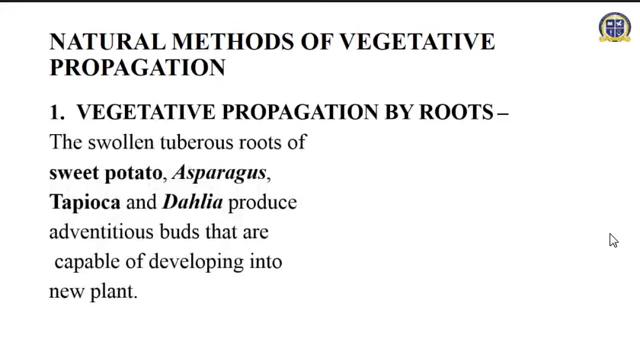 NATURAL METHODS OF VEGETATIVE
PROPAGATION
1. VEGETATIVE PROPAGATION BY ROOTS –
The swollen tuberous roots of
sweet potato, Asparagus,
Tapioca and Dahlia produce
adventitious buds that are
capable of developing into
new plant.